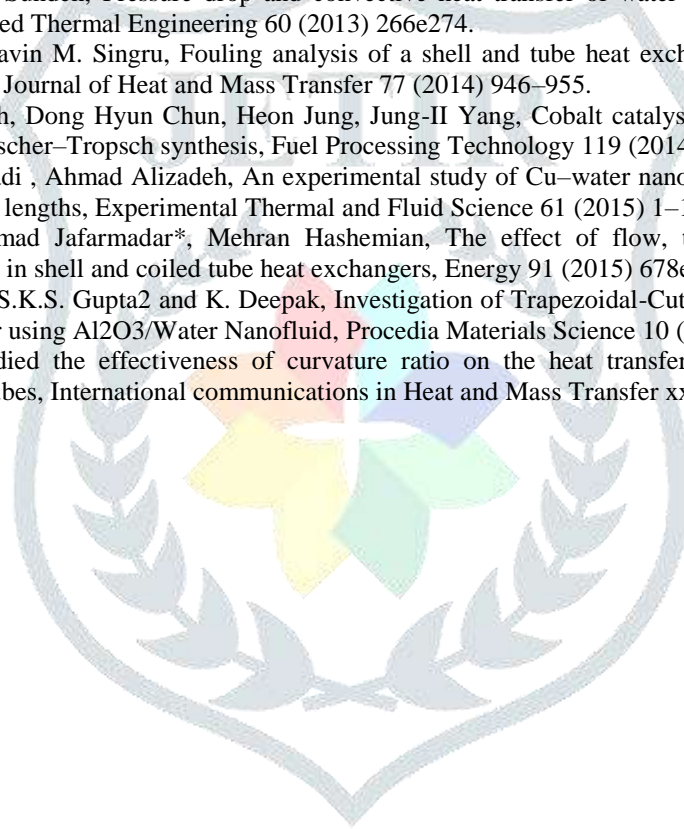 Sunden, Pressure drop and convective heat transfer of water
ed Thermal Engineering 60 (2013) 266e274.
avin M. Singru, Fouling analysis of a shell and tube heat exch
Journal of Heat and Mass Transfer 77 (2014) 946–955.
h, Dong Hyun Chun, Heon Jung, Jung-II Yang, Cobalt catalys
scher–Tropsch synthesis, Fuel Processing Technology 119 (2014
adi , Ahmad Alizadeh, An experimental study of Cu–water nano
lengths, Experimental Thermal and Fluid Science 61 (2015) 1–1
mad Jafarmadar*, Mehran Hashemian, The effect of flow, t
in shell and coiled tube heat exchangers, Energy 91 (2015) 678e
S.K.S. Gupta2 and K. Deepak, Investigation of Trapezoidal-Cut
r using Al2O3/Water Nanofluid, Procedia Materials Science 10 (
died the effectiveness of curvature ratio on the heat transfer
ubes, International communications in Heat and Mass Transfer xx
JETIR